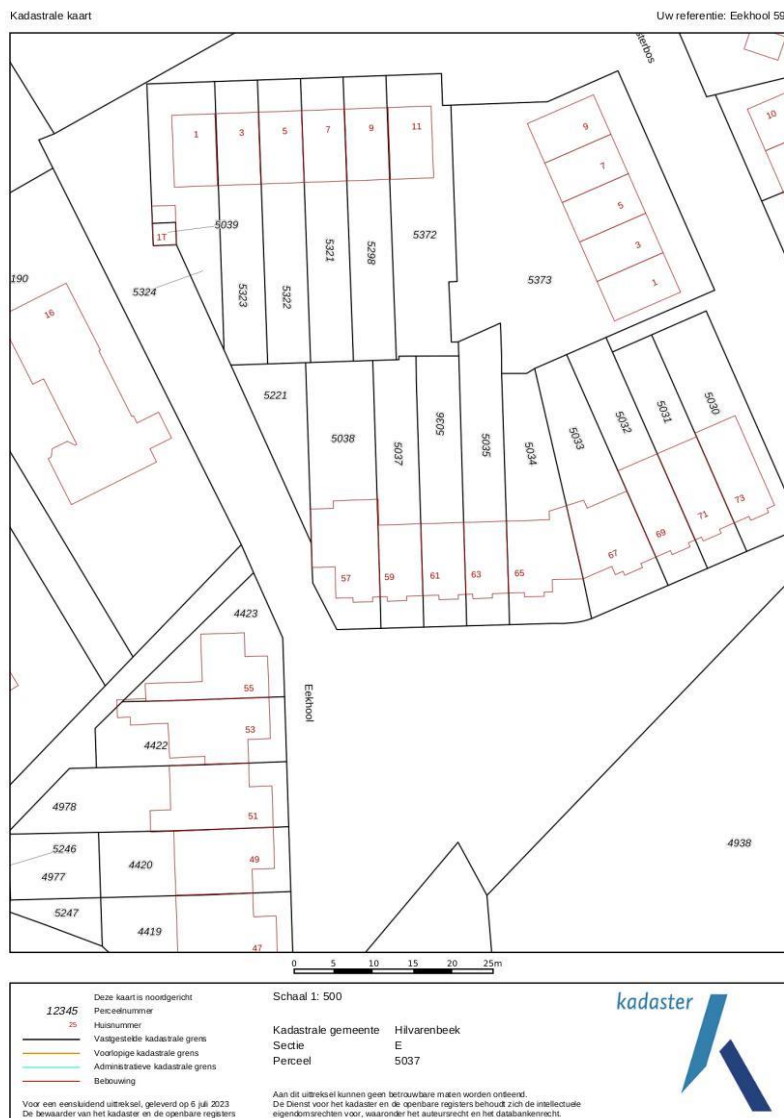 Kadastrale kaart
Uw referentie: Eekhool 59
10
1
3
5
7
9
11
9
7
5
3
1
1T
5039
5324
5323
5322
5321
5298
5372
5373
190
16
5221
5038
5037
5036
5035
5034
5033
5032
5031
5030
57
59
61
63
65
67
69
71
73
4423
55
53
4422
Eekhool
4978
51
5246
4977
4420
49
5247
4419
47
4938
0 5 10 15 20 25m
Deze kaart is noordgericht
12345 Perceelnummer
25 Huisnummer
Vastgestelde kadastrale grens
Voorlopige kadastrale grens
Administratieve kadastrale grens
Bebouwing
Voor een eensluidend uittreksel, geleverd op 6 juli 2023
De bewaarder van het kadaster en de openbare registers
Schaal 1: 500
Kadastrale gemeente Hilvarenbeek
Sectie E
Perceel 5037
Aan dit uittreksel kunnen geen betrouwbare maten worden ontleend.
De Dienst voor het kadaster en de openbare registers behoudt zich de intellectuele
eigendomsrechten voor, waaronder het auteursrecht en het databankenrecht.
kadaster